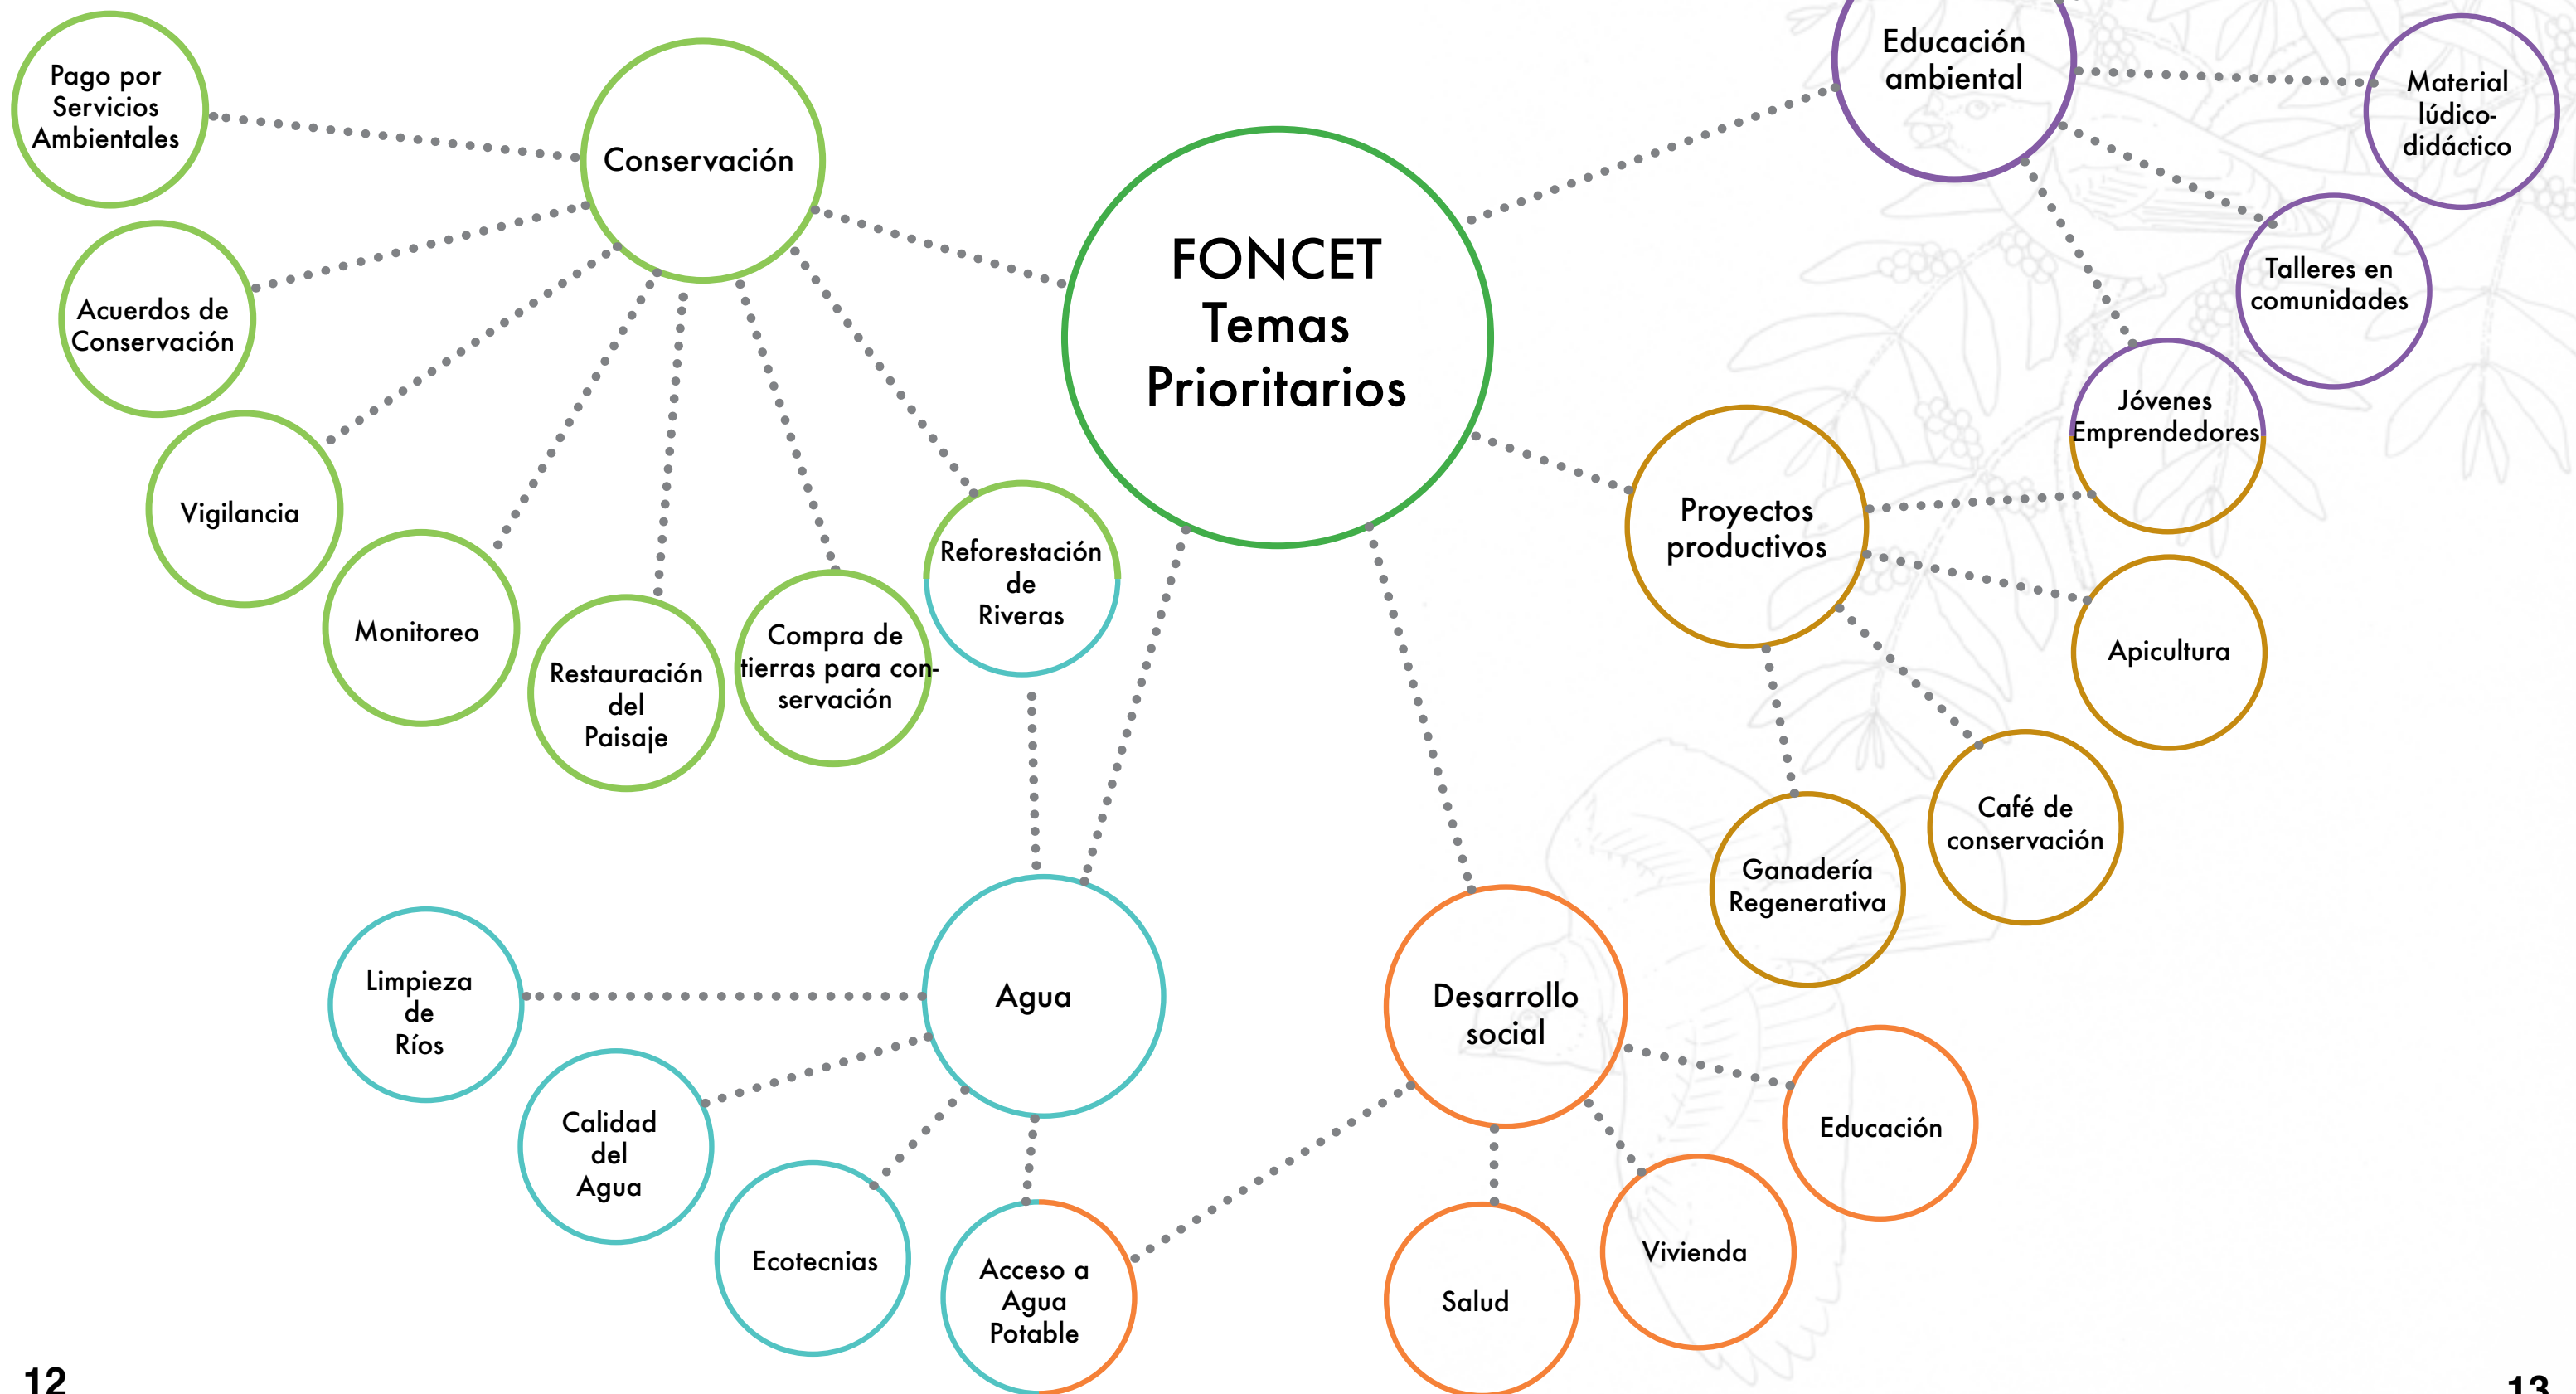 Pago por
Servicios
Ambientales
Conservación
Acuerdos de
Conservación
Vigilancia
Monitoreo
Restauración
del
Paisaje
Compra de
tierras para con-
servación
Reforestación
de
Riveras
FONCET
Temas
Prioritarios
Educación
ambiental
Material
lúdico-
didáctico
Talleres en
comunidades
Jóvenes
Emprendedores
Proyectos
productivos
Apicultura
Café de
conservación
Ganadería
Regenerativa
Agua
Limpieza
de
Ríos
Calidad
del
Agua
Ecotecnias
Acceso a
Agua
Potable
Desarrollo
social
Educación
Vivienda
Salud
12
13